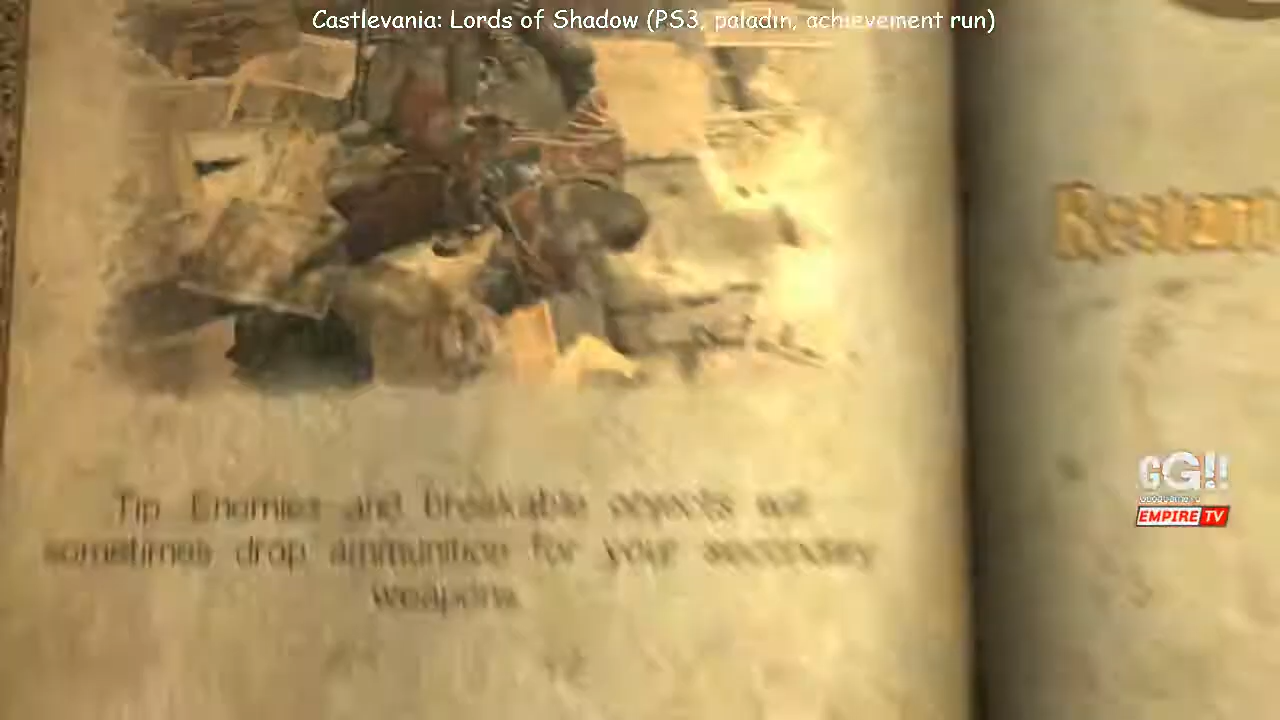 Castlevania: Lords of Shadow (PS3, paladin, achievement run)
Tip: Enemies and breakable objects will
sometimes drop ammunition for your secondary
weapons.
GG!!
EMPIRE TV